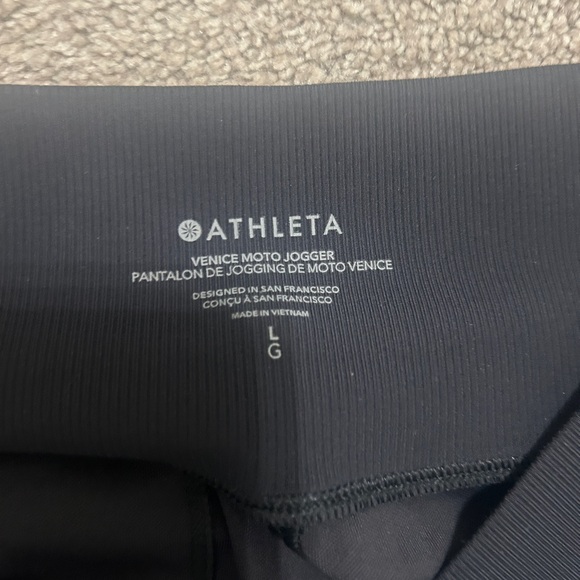 ATHLETA
VENICE MOTO JOGGER
PANTALON DE JOGGING DE MOTO VENICE
DESIGNED IN SAN FRANCISCO
CONÇU À SAN FRANCISCO
MADE IN VIETNAM
L
G